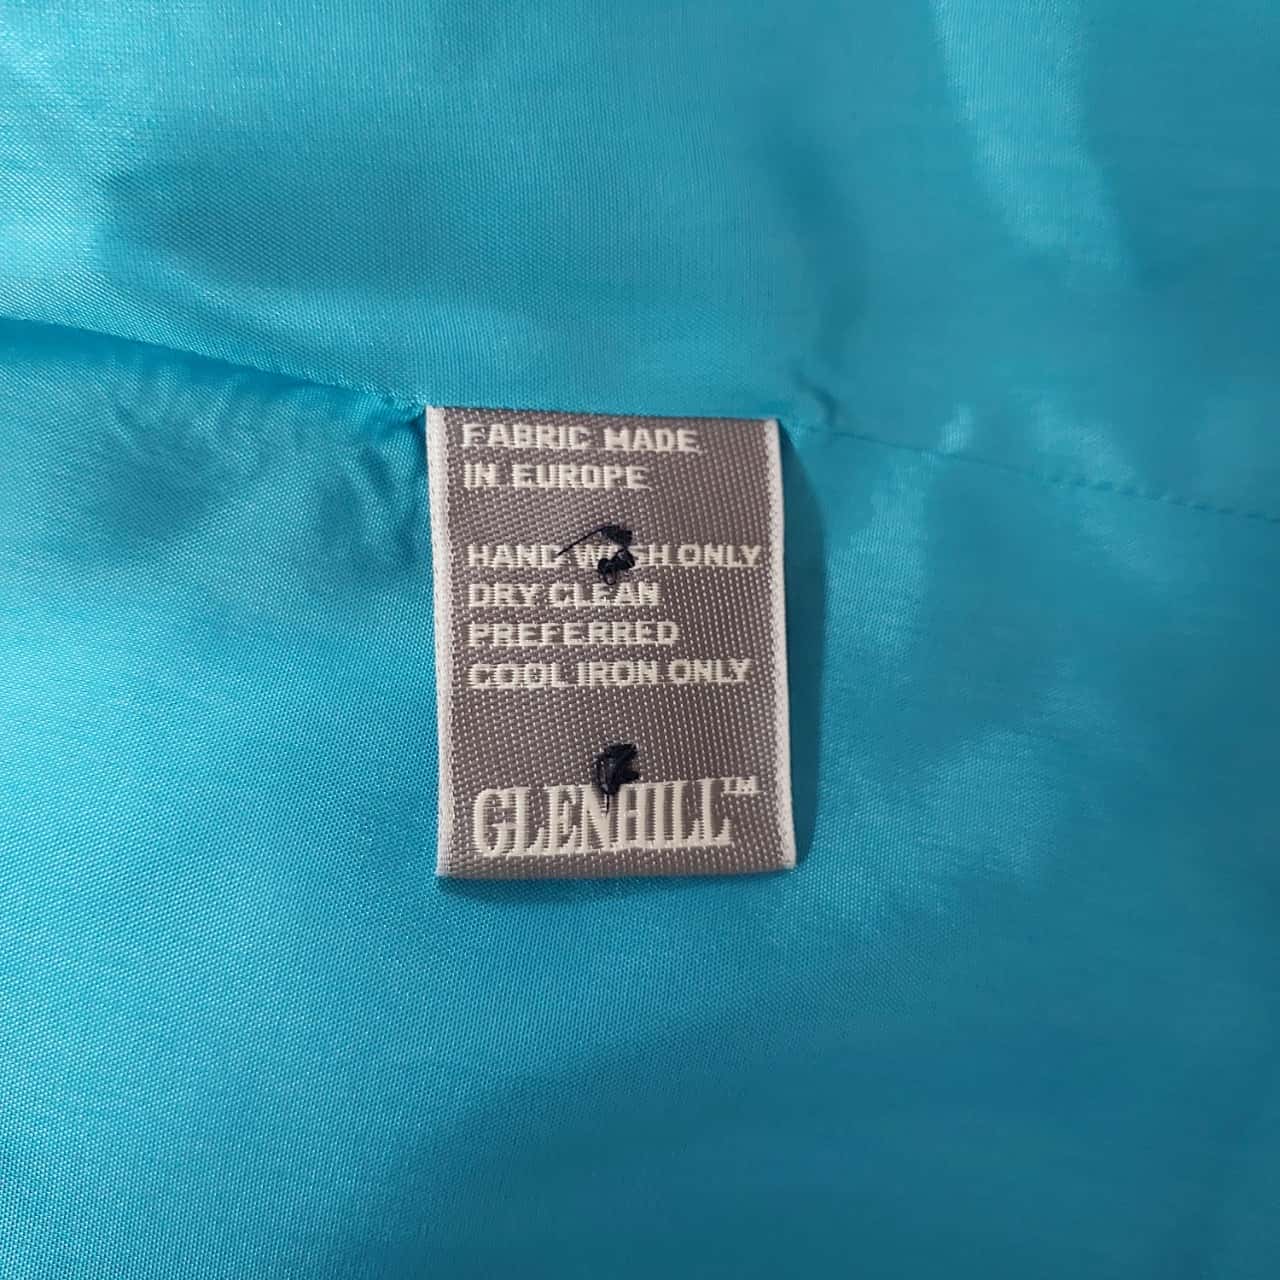 FABRIC MADE
IN EUROPE
HAND WASH ONLY
DRY CLEAN
PREFERRED
COOL IRON ONLY
GLENHILL™